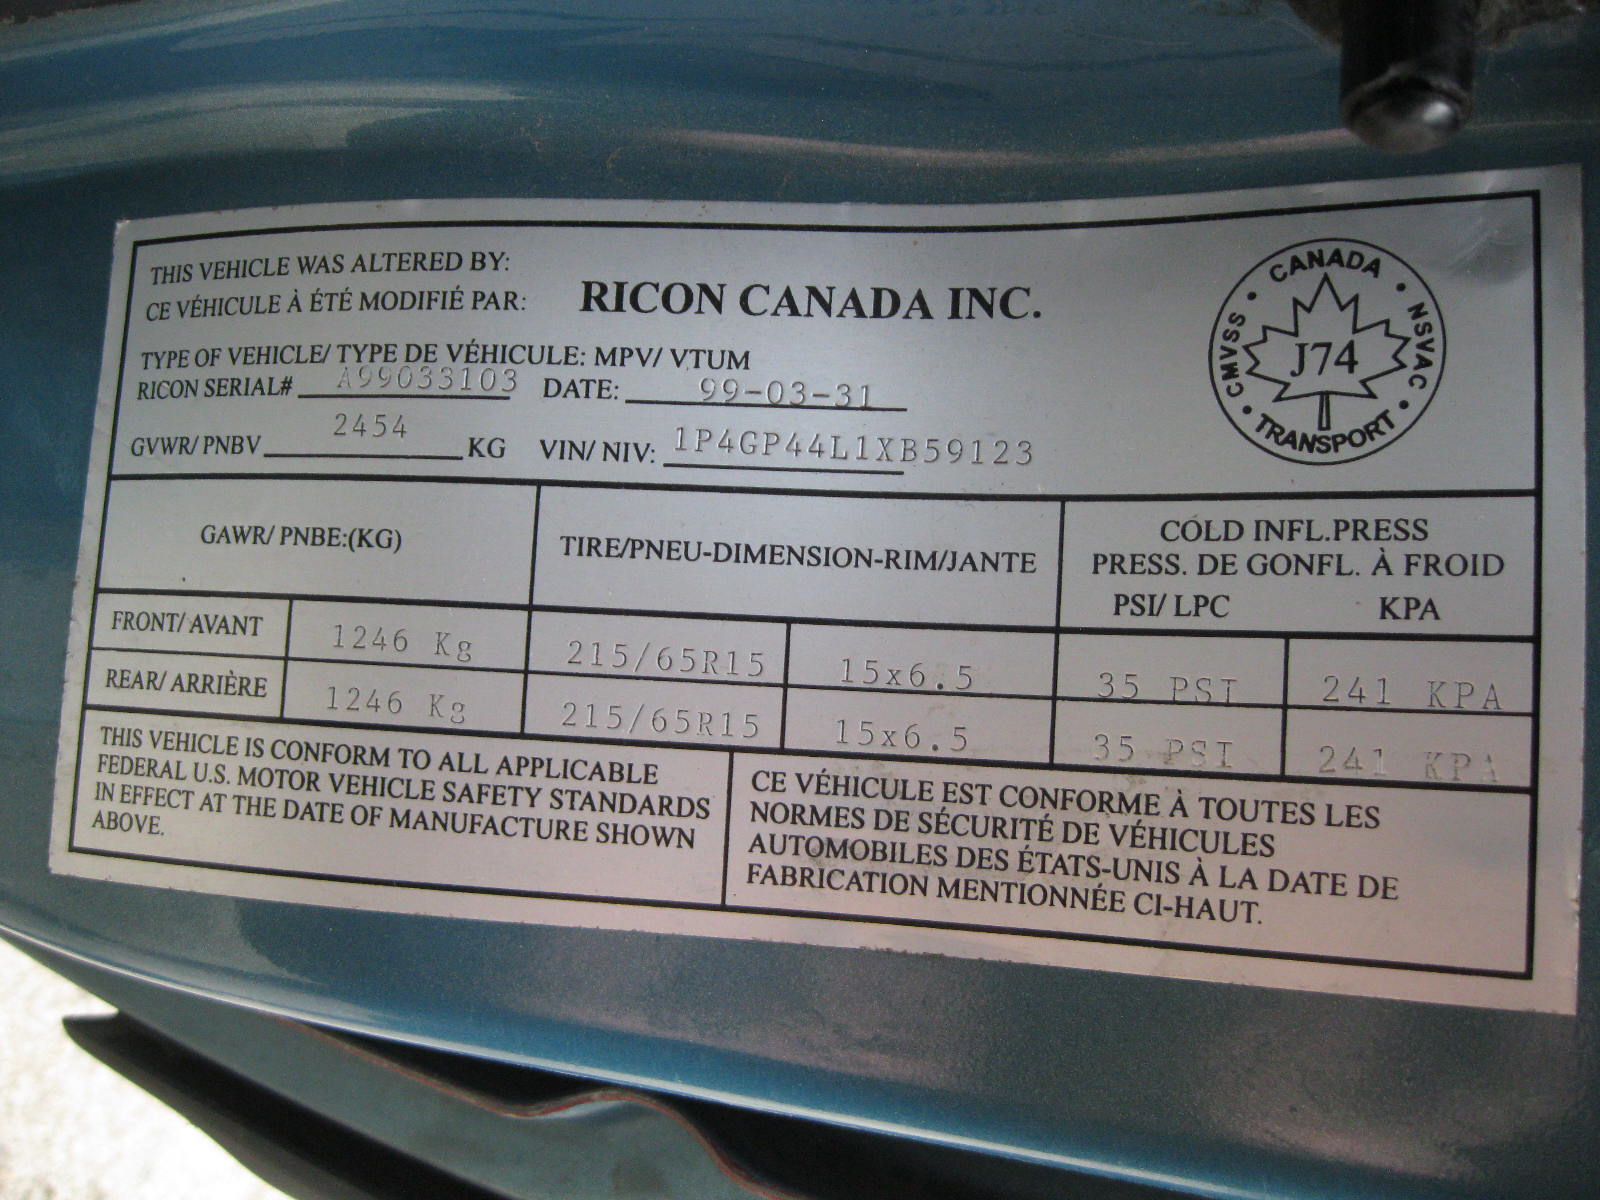 THIS VEHICLE WAS ALTERED BY:
CE VÉHICULE À ÉTÉ MODIFIÉ PAR: RICON CANADA INC.
TYPE OF VEHICLE/ TYPE DE VÉHICULE: MPV/ VTUM
RICON SERIAL# A99033103 DATE: 99-03-31
GVWR/ PNBV 2454 KG VIN/ NIV: 1P4GP44L1XB59123
CANADA
CMVSS • NSVAC
J74
TRANSPORT
GAWR/ PNBE:(KG) TIRE/PNEU-DIMENSION-RIM/JANTE COLD INFL.PRESS
PRESS. DE GONFL. À FROID
PSI/ LPC KPA
FRONT/ AVANT 1246 Kg 215/65R15 15x6.5 35 PSI 241 KPA
REAR/ ARRIÈRE 1246 Kg 215/65R15 15x6.5 35 PSI 241 KPA
THIS VEHICLE IS CONFORM TO ALL APPLICABLE
FEDERAL U.S. MOTOR VEHICLE SAFETY STANDARDS
IN EFFECT AT THE DATE OF MANUFACTURE SHOWN
ABOVE.
CE VÉHICULE EST CONFORME À TOUTES LES
NORMES DE SÉCURITÉ DE VÉHICULES
AUTOMOBILES DES ÉTATS-UNIS À LA DATE DE
FABRICATION MENTIONNÉE CI-HAUT.